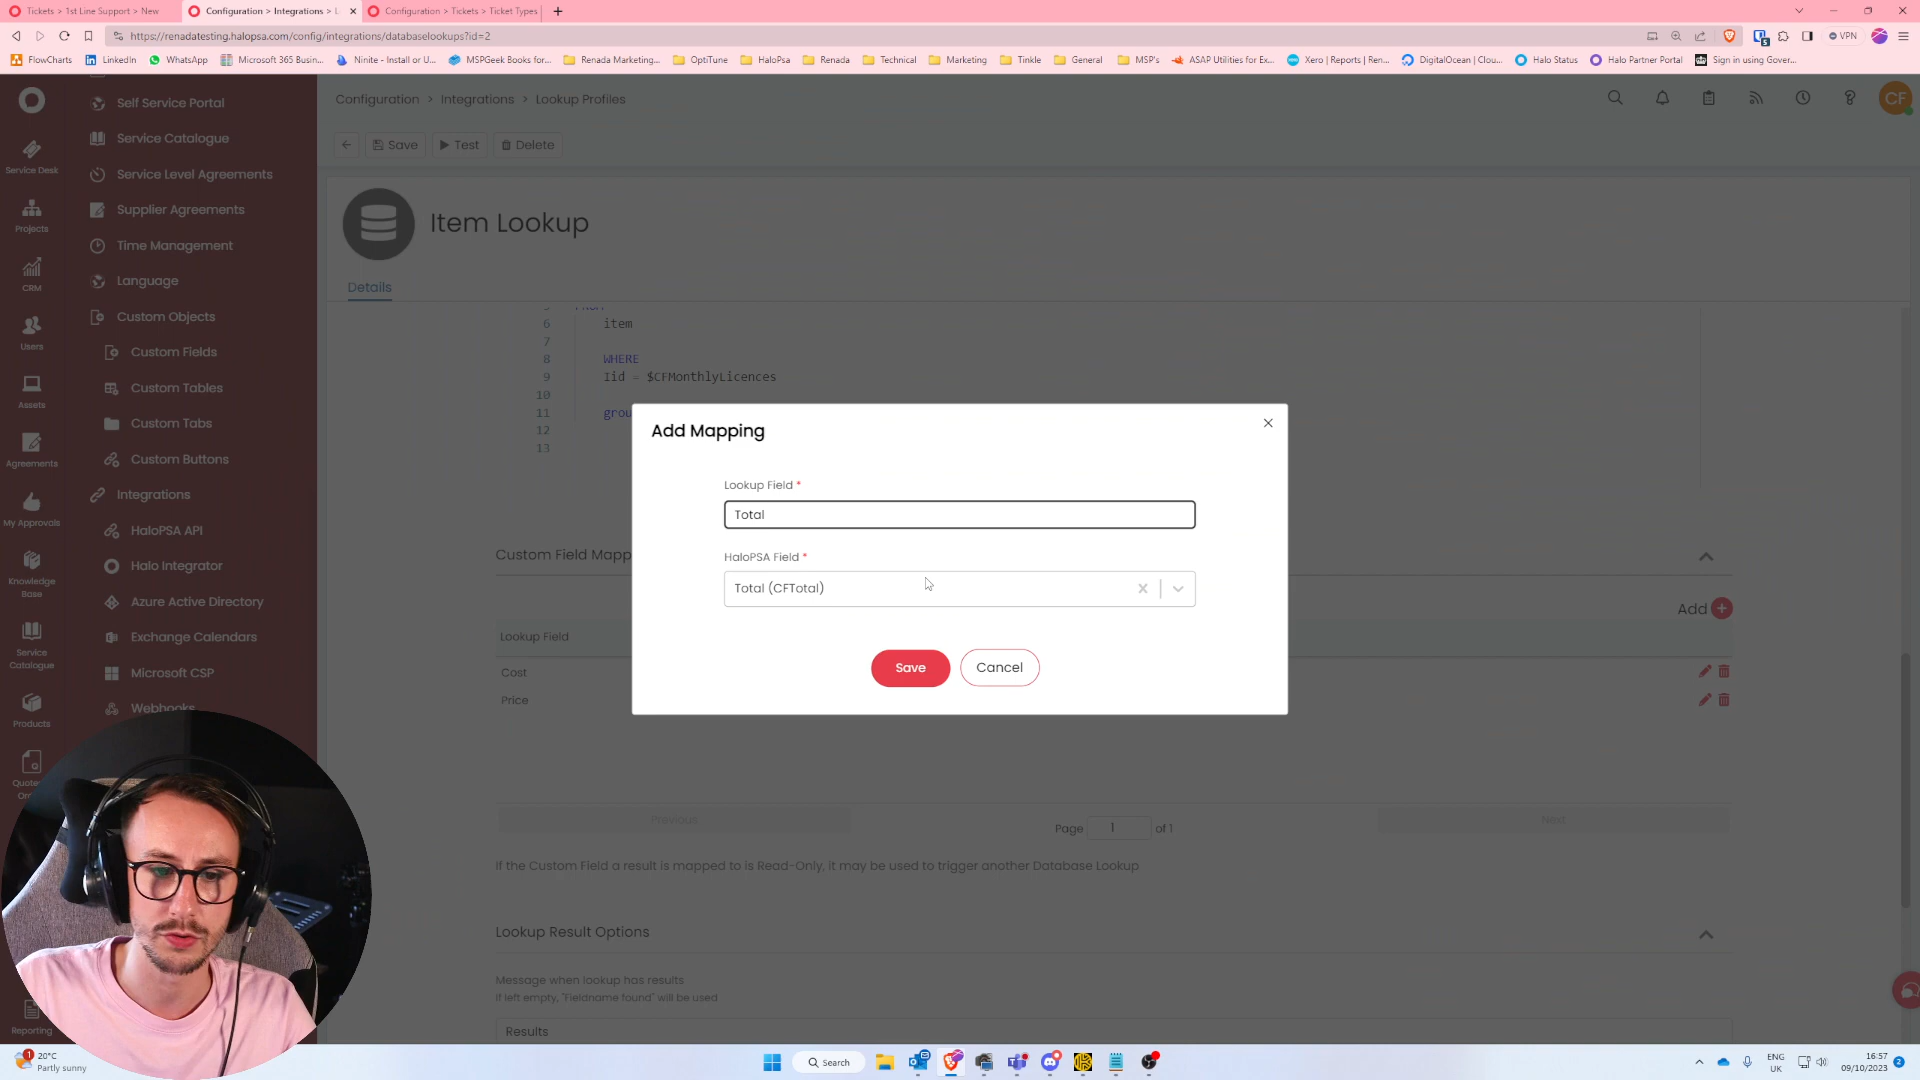 Tickets > 1st Line Support > New
Configuration > Integrations > L
Configuration > Tickets > Ticket Types
https://renadatesting.halopsa.com/config/integrations/databaselookups?id=2
VPN
FlowCharts
LinkedIn
WhatsApp
Microsoft 365 Busin...
Ninite - Install or U...
MSPGeek Books for...
Renada Marketing...
OptiTune
HaloPsa
Renada
Technical
Marketing
Tinkle
General
MSP's
ASAP Utilities for Ex...
Xero | Reports | Ren...
DigitalOcean | Clou...
Halo Status
Halo Partner Portal
Sign in using Gover...
Service Desk
Projects
CRM
Users
Assets
Agreements
My Approvals
Knowledge
Base
Service
Catalogue
Products
Reporting
Self Service Portal
Service Catalogue
Service Level Agreements
Supplier Agreements
Time Management
Language
Custom Objects
Custom Fields
Custom Tables
Custom Tabs
Custom Buttons
Integrations
HaloPSA API
Halo Integrator
Azure Active Directory
Exchange Calendars
Microsoft CSP
Webhooks
Configuration > Integrations > Lookup Profiles
CF
Save
Test
Delete
Item Lookup
Details
6 item
7
8 WHERE
9 Iid = $CFMonthlyLicences
10
11 grou
12
13
Add Mapping
Lookup Field *
Total
HaloPSA Field *
Total (CFTotal)
Save
Cancel
Custom Field Mapp
Add
Lookup Field
Cost
Price
Previous
Page 1 of 1
Next
If the Custom Field a result is mapped to is Read-Only, it may be used to trigger another Database Lookup
Lookup Result Options
Message when lookup has results
If left empty, "Fieldname found" will be used
Results
1
20°C
Partly sunny
Search
ENG
UK
16:57
09/10/2023
2